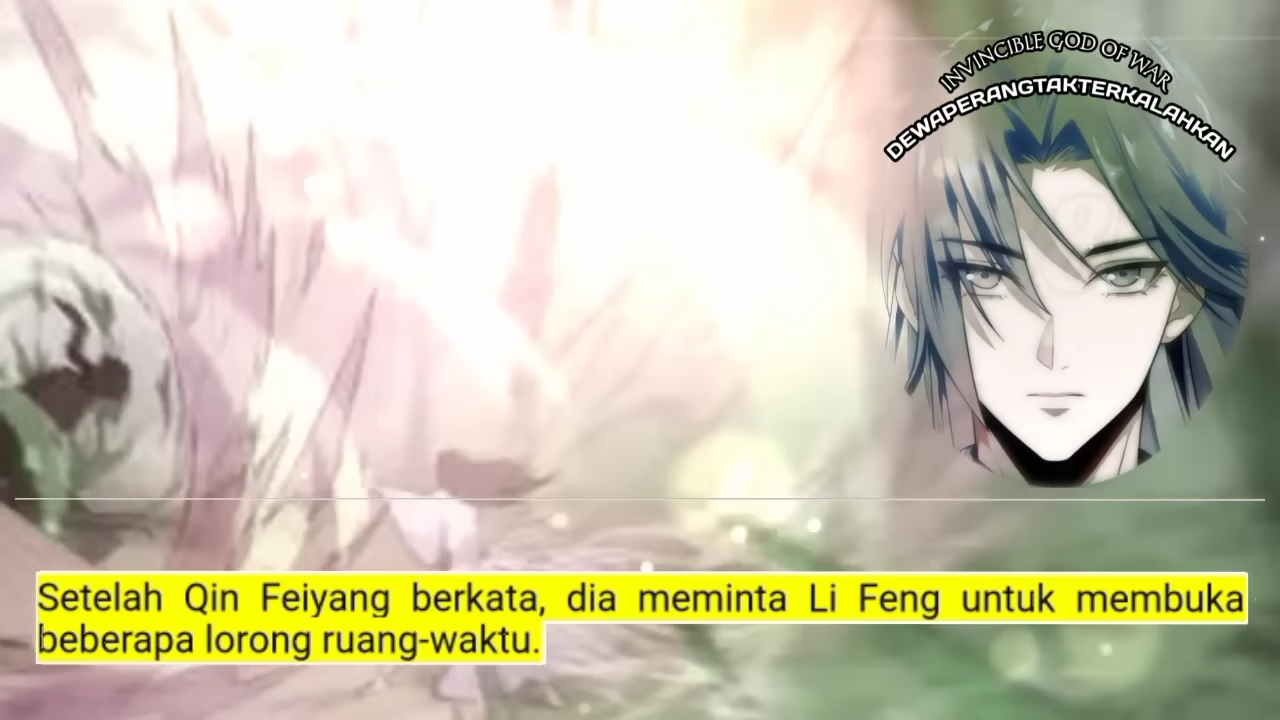 INVINCIBLE GOD OF WAR
DEWAPERANGTAKTERKALAHKAN
Setelah Qin Feiyang berkata, dia meminta Li Feng untuk membuka
beberapa lorong ruang-waktu.